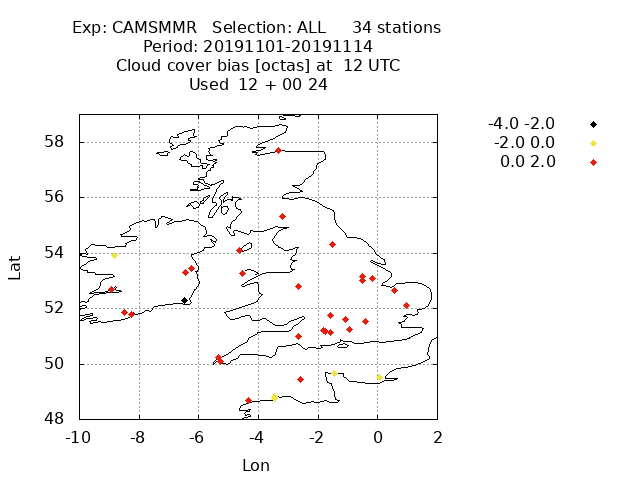 Exp: CAMSMMR   Selection: ALL     34 stations
Period: 20191101-20191114
Cloud cover bias [octas] at  12 UTC
Used  12 + 00 24
-4.0 -2.0
-2.0 0.0
0.0 2.0
58
56
54
52
50
48
Lat
-10 -8 -6 -4 -2 0 2
Lon